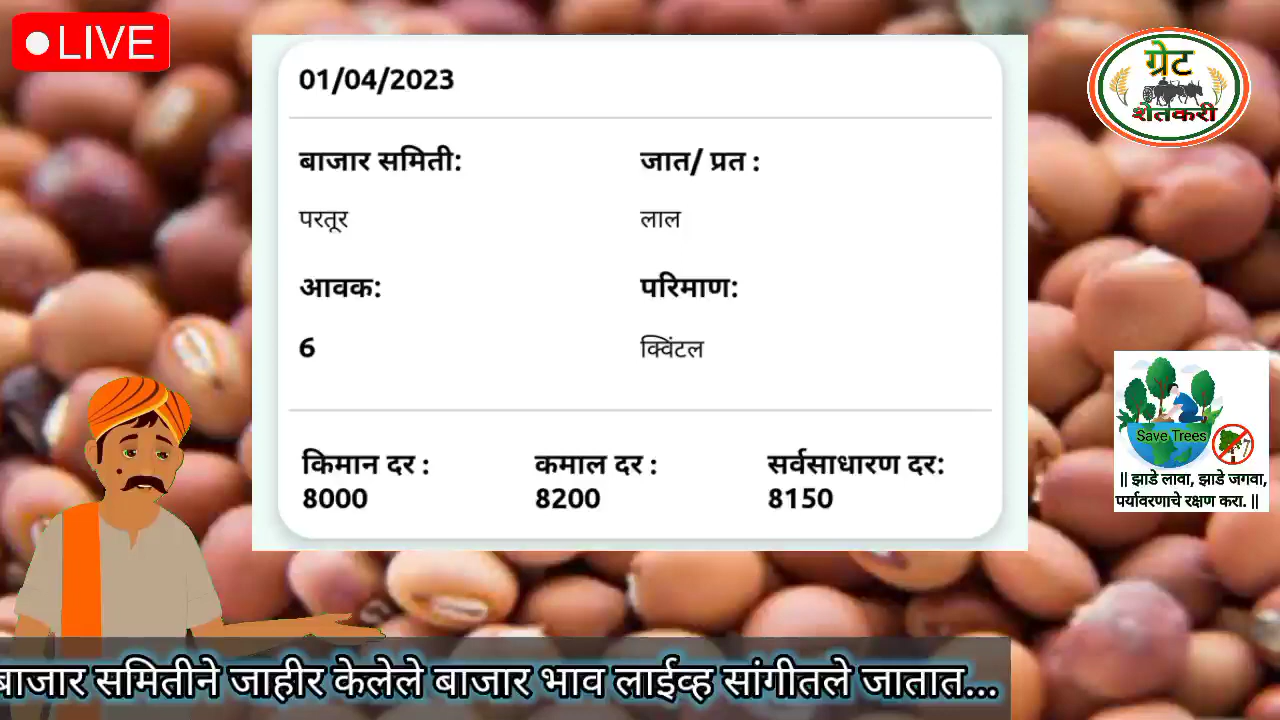 LIVE
01/04/2023
बाजार समिती:
जात/ प्रत :
परतूर
लाल
आवक:
परिमाण:
6
क्विंटल
किमान दर :
कमाल दर :
सर्वसाधारण दर:
8000
8200
8150
ग्रेट
शेतकरी
Save Trees
|| झाडे लावा, झाडे जगवा,
पर्यावरणाचे रक्षण करा. ||
बाजार समितीने जाहीर केलेले बाजार भाव लाईव्ह सांगीतले जातात...